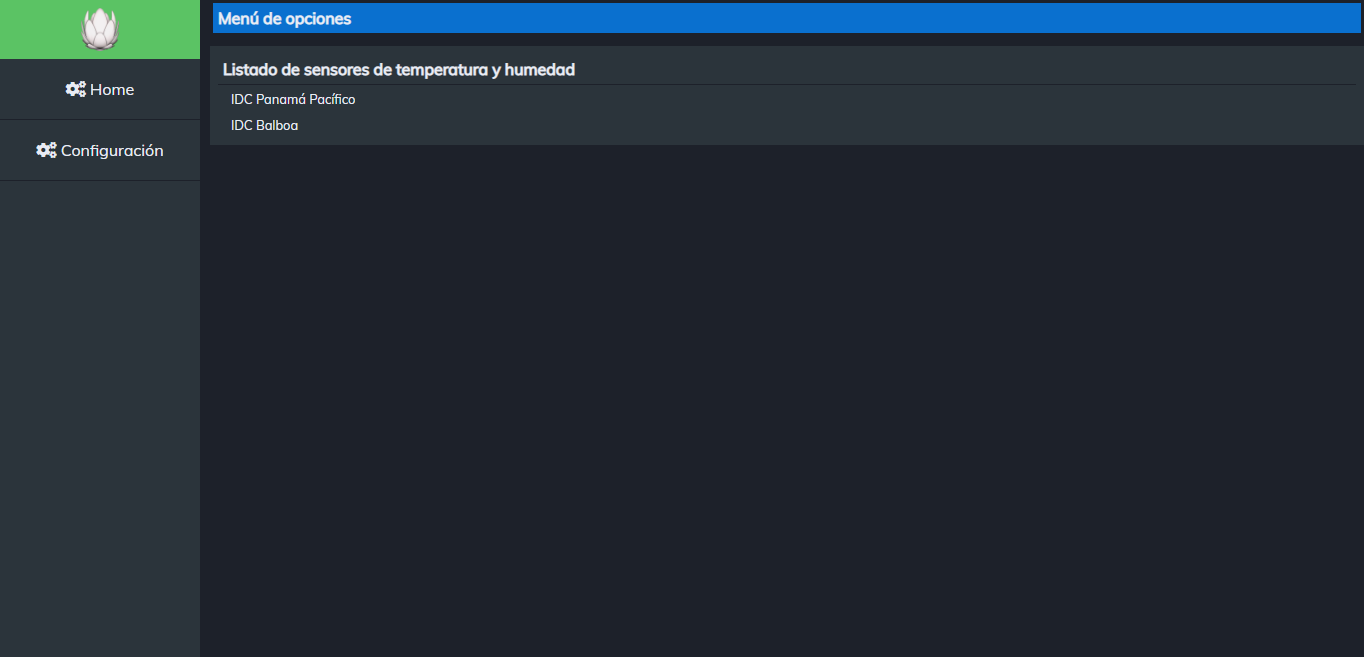 Menú de opciones
Home
Listado de sensores de temperatura y humedad
IDC Panamá Pacífico
IDC Balboa
Configuración